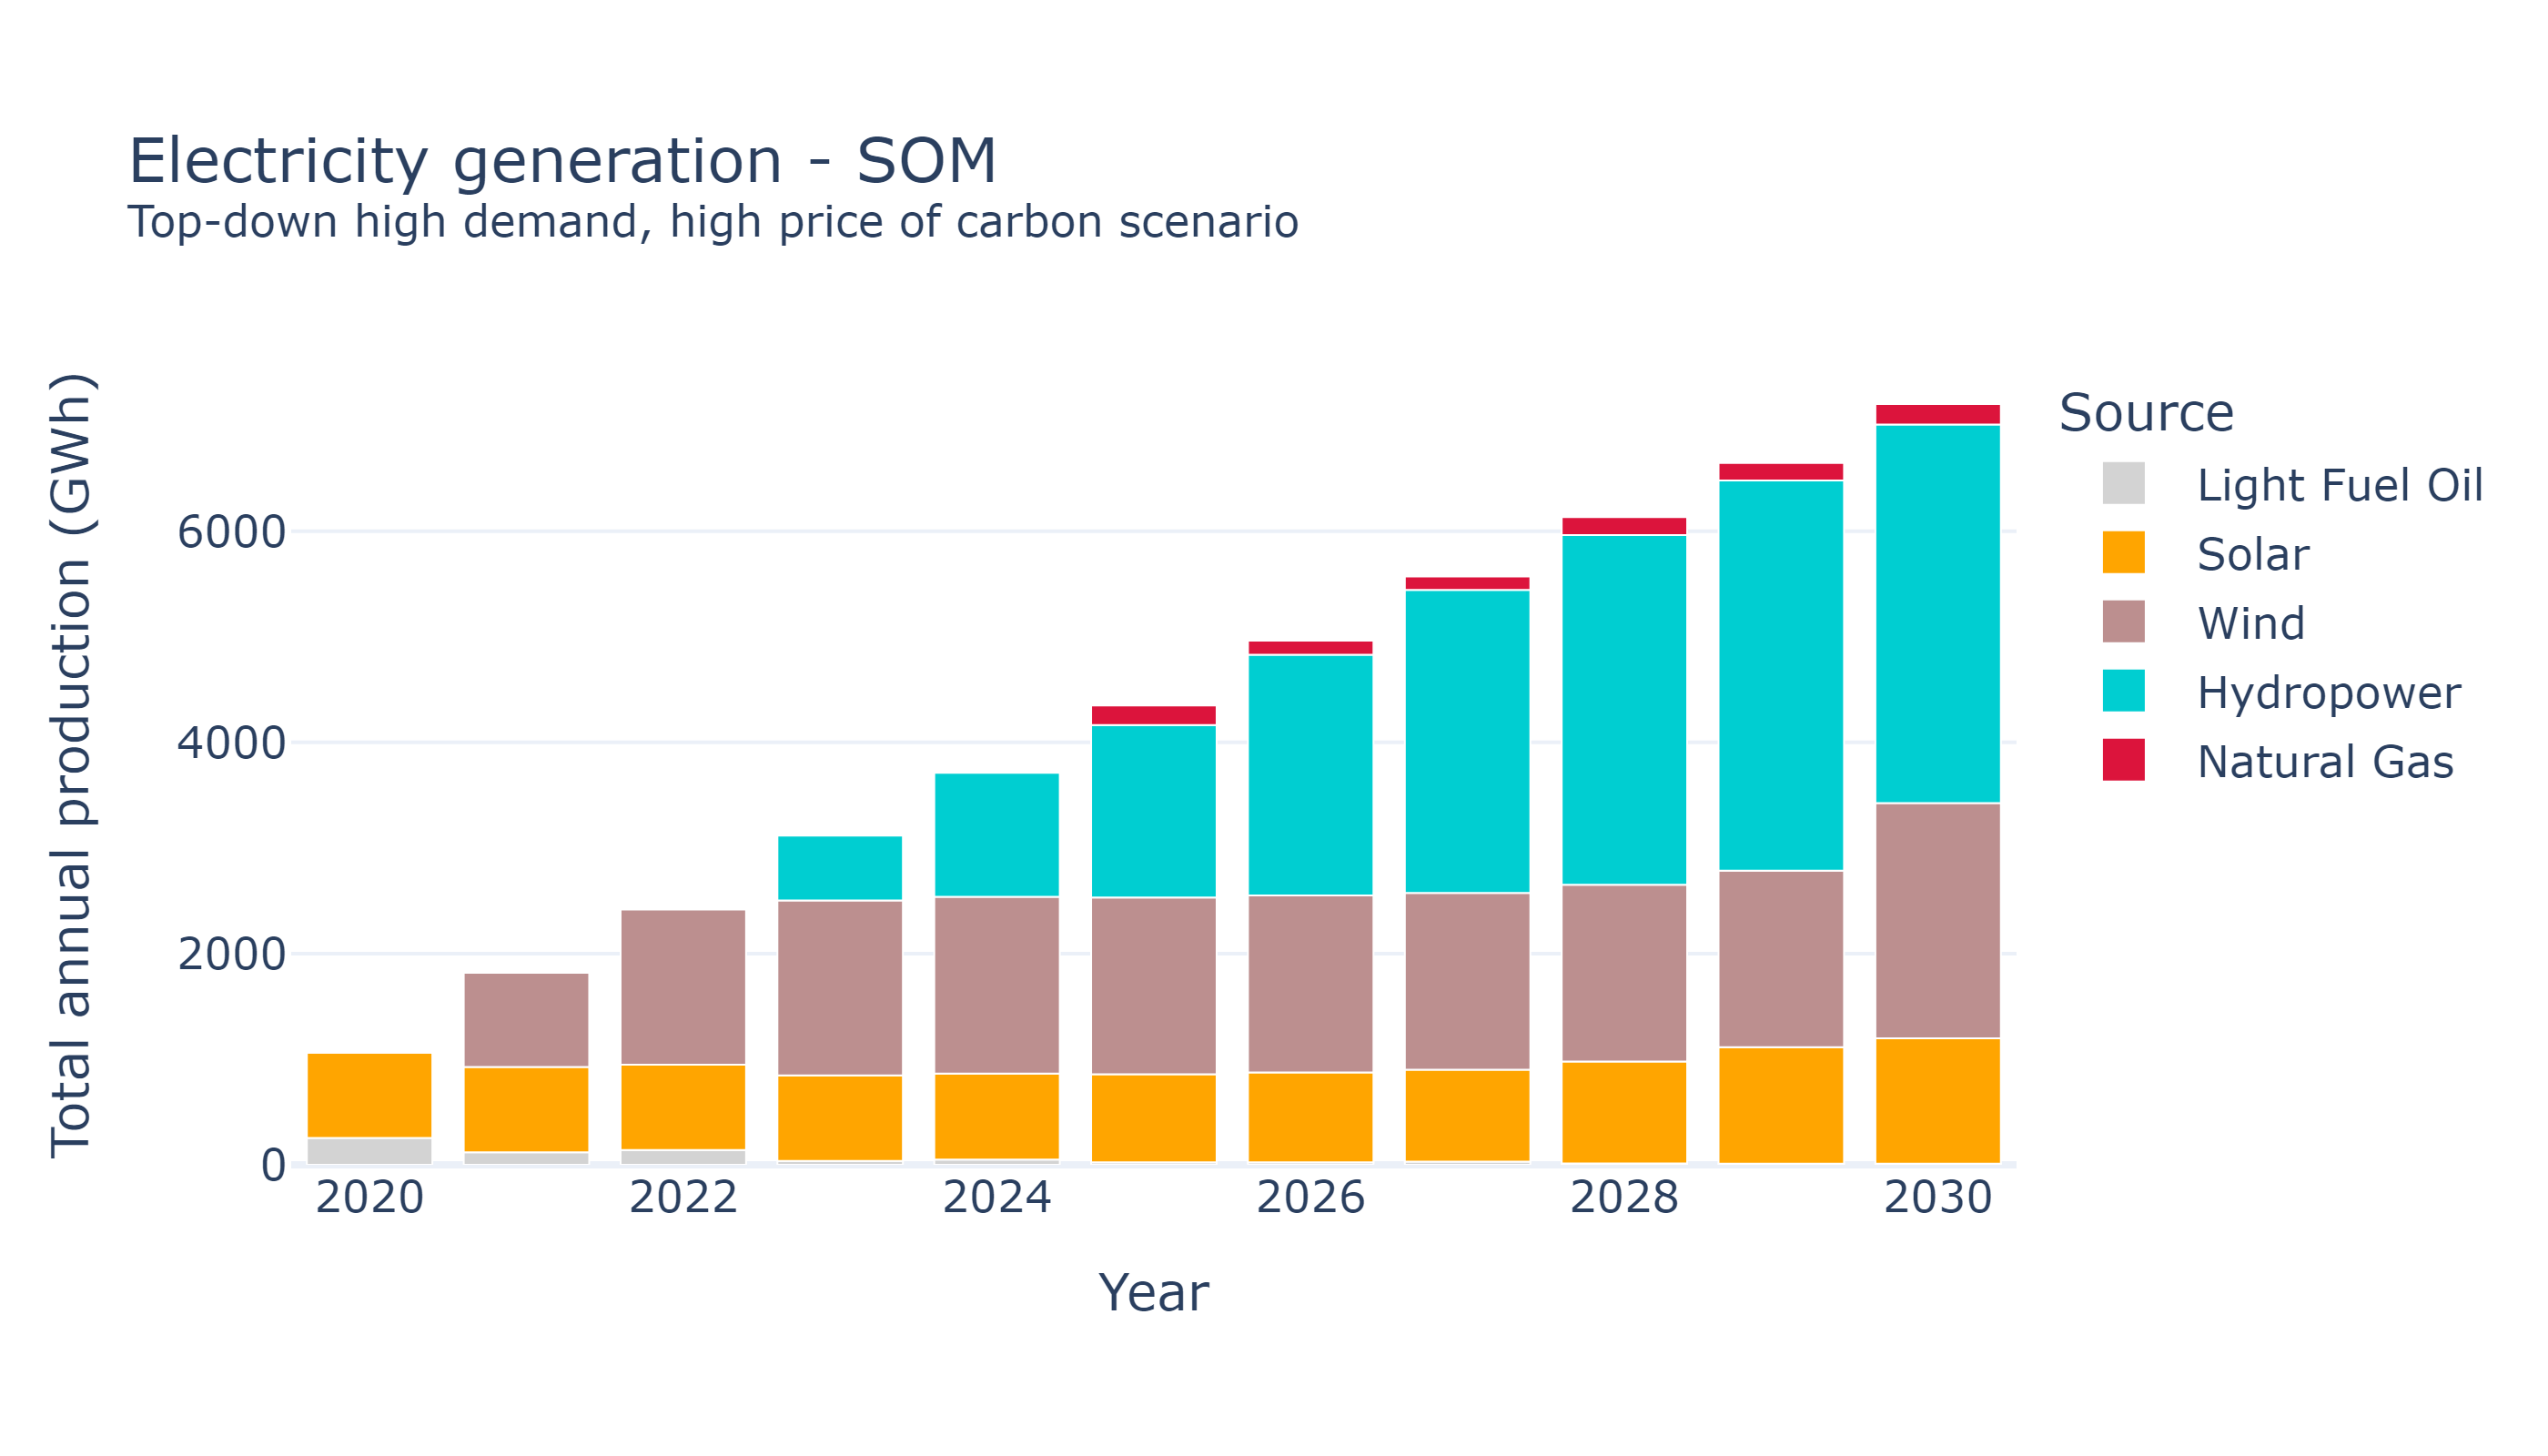 Electricity generation - SOM
Top-down high demand, high price of carbon scenario
Total annual production (GWh)
6000
4000
2000
0
2020
2022
2024
2026
2028
2030
Year
Source
Light Fuel Oil
Solar
Wind
Hydropower
Natural Gas